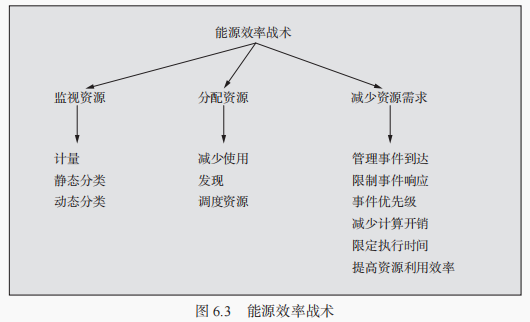 能源效率战术
监视资源
分配资源
减少资源需求
计量
静态分类
动态分类
减少使用
发现
调度资源
管理事件到达
限制事件响应
事件优先级
减少计算开销
限定执行时间
提高资源利用效率
图 6.3 能源效率战术